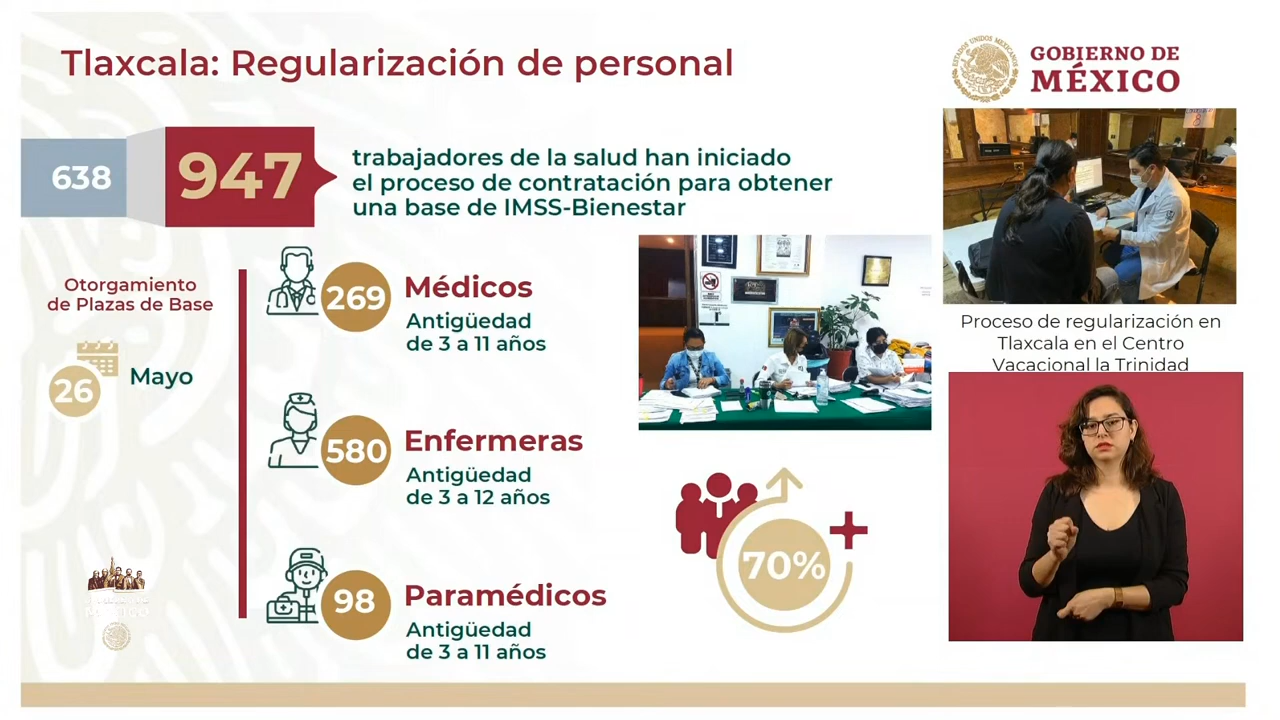 Tlaxcala: Regularización de personal
GOBIERNO DE
MÉXICO
638
947
trabajadores de la salud han iniciado
el proceso de contratación para obtener
una base de IMSS-Bienestar
Otorgamiento
de Plazas de Base
26
Mayo
269
Médicos
Antigüedad
de 3 a 11 años
580
Enfermeras
Antigüedad
de 3 a 12 años
98
Paramédicos
Antigüedad
de 3 a 11 años
70%
+
Proceso de regularización en
Tlaxcala en el Centro
Vacacional la Trinidad